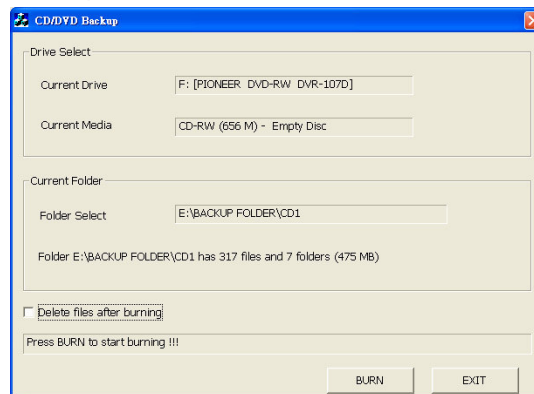 CD/DVD Backup
Drive Select
Current Drive
F: [PIONEER DVD-RW DVR-107D]
Current Media
CD-RW (656 M) - Empty Disc
Current Folder
Folder Select
E:\BACKUP FOLDER\CD1
Folder E:\BACKUP FOLDER\CD1 has 317 files and 7 folders (475 MB)
Delete files after burning
Press BURN to start burning !!!
BURN
EXIT